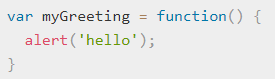 var myGreeting = function() {
  alert('hello');
}